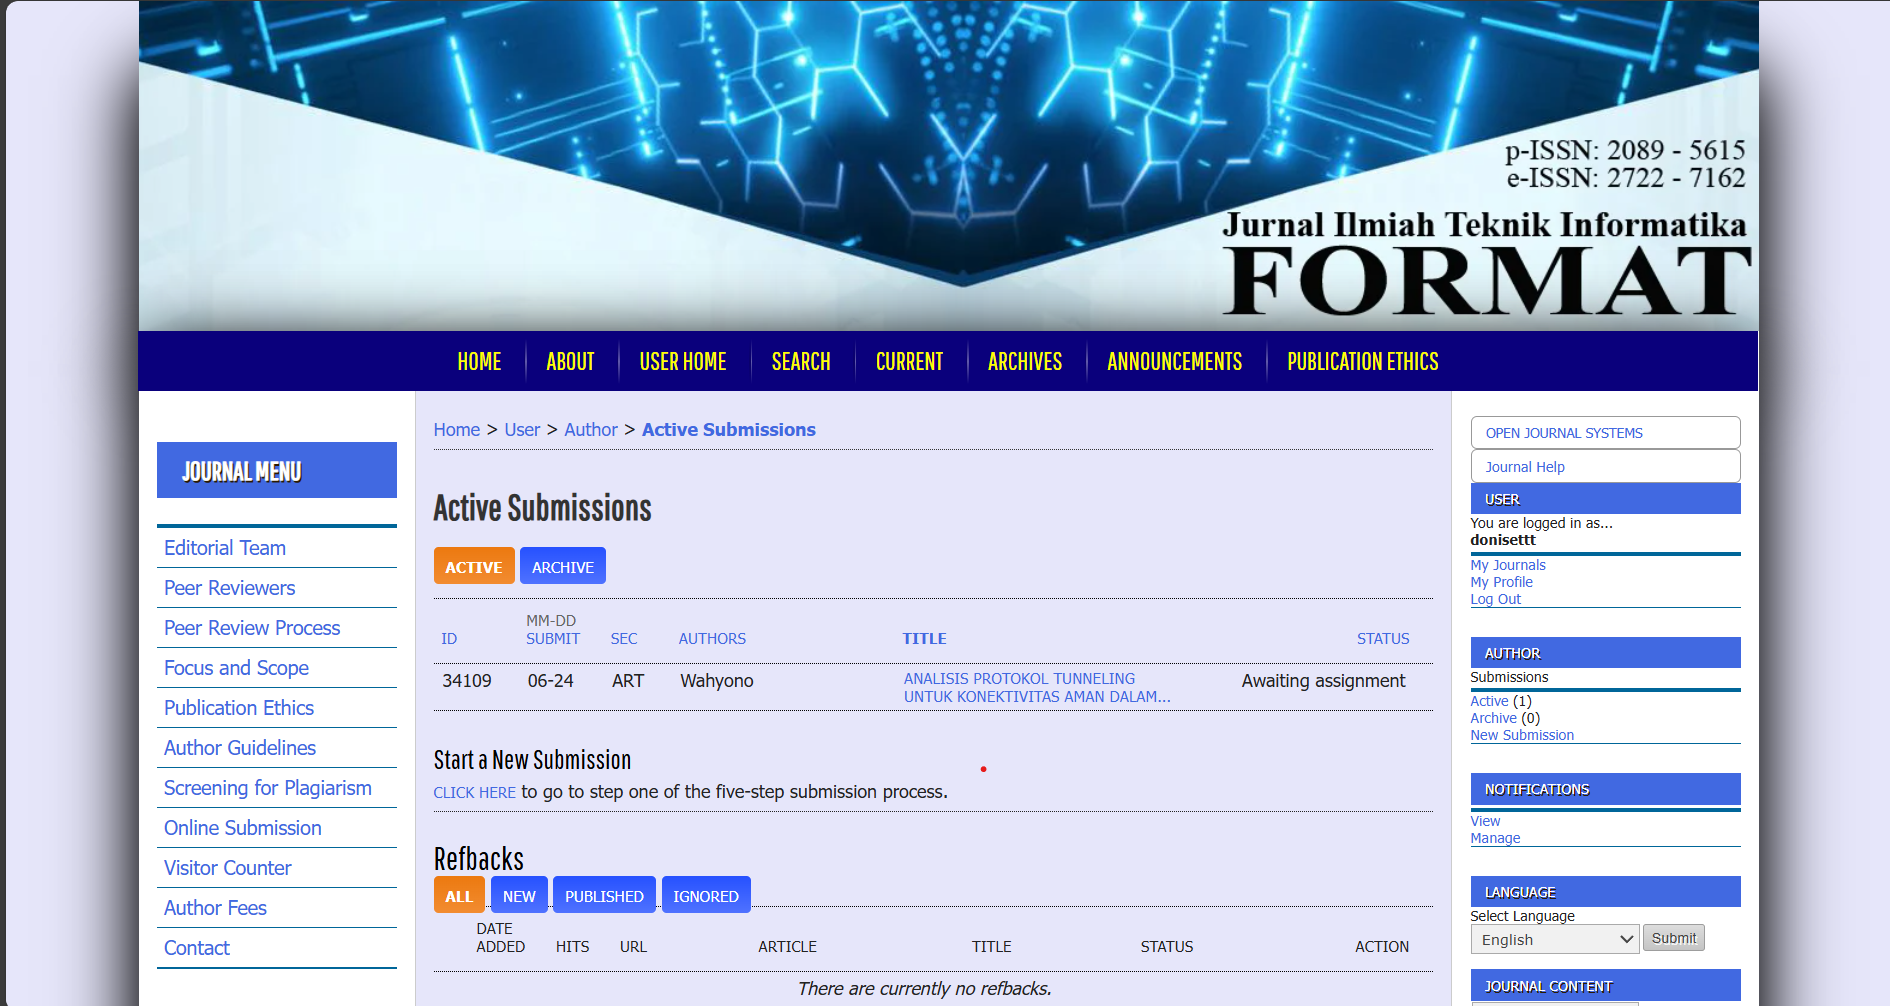 p-ISSN: 2089 - 5615
e-ISSN: 2722 - 7162
Jurnal Ilmiah Teknik Informatika
FORMAT
HOME ABOUT USER HOME SEARCH CURRENT ARCHIVES ANNOUNCEMENTS PUBLICATION ETHICS
JOURNAL MENU
Editorial Team
Peer Reviewers
Peer Review Process
Focus and Scope
Publication Ethics
Author Guidelines
Screening for Plagiarism
Online Submission
Visitor Counter
Author Fees
Contact
Home > User > Author > Active Submissions
Active Submissions
ACTIVE ARCHIVE
ID MM-DD SUBMIT SEC AUTHORS TITLE STATUS
34109 06-24 ART Wahyono ANALISIS PROTOKOL TUNNELING Awaiting assignment
UNTUK KONEKTIVITAS AMAN DALAM...
Start a New Submission
CLICK HERE to go to step one of the five-step submission process.
Refbacks
ALL NEW PUBLISHED IGNORED
DATE ADDED HITS URL ARTICLE TITLE STATUS ACTION
There are currently no refbacks.
OPEN JOURNAL SYSTEMS
Journal Help
USER
You are logged in as...
donisettt
My Journals
My Profile
Log Out
AUTHOR
Submissions
Active (1)
Archive (0)
New Submission
NOTIFICATIONS
View
Manage
LANGUAGE
Select Language
English Submit
JOURNAL CONTENT